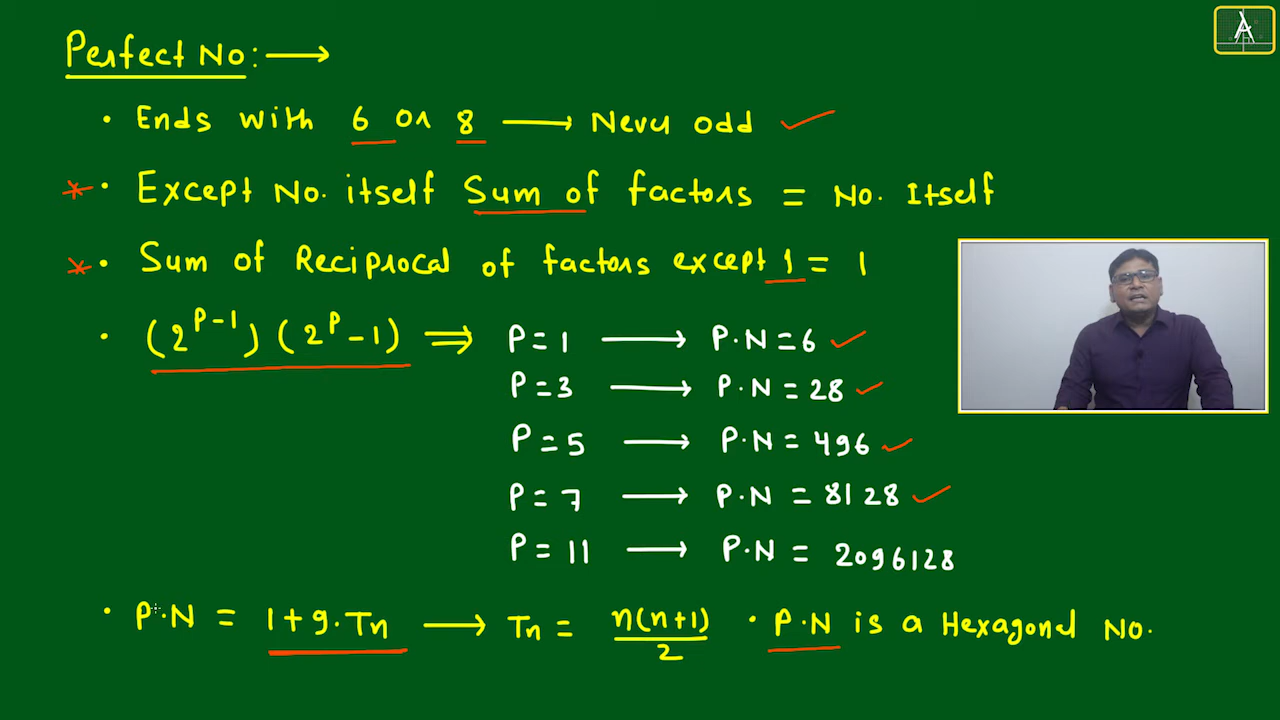 Perfect No:→
• Ends with 6 or 8 → Never odd ✓
* • Except No. itself Sum of factors = No. Itself
* • Sum of Reciprocal of factors except 1 = 1
• (2^{P-1}) (2^P - 1) ⇒ P = 1 → P.N = 6 ✓
P = 3 → P.N = 28 ✓
P = 5 → P.N = 496 ✓
P = 7 → P.N = 8128 ✓
P = 11 → P.N = 2096128
• P.N = 1 + 9.Tn → Tn = n(n+1)/2 • P.N is a Hexagonal No.